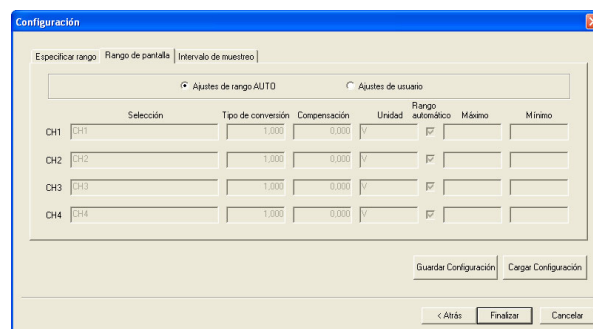 Configuración
Especificar rango Rango de pantalla Intervalo de muestreo
Ajustes de rango AUTO Ajustes de usuario
Selección Tipo de conversión Compensación Unidad Rango automático Máximo Mínimo
CH1 CH1 1,000 0,000 V
CH2 CH2 1,000 0,000 V
CH3 CH3 1,000 0,000 V
CH4 CH4 1,000 0,000 V
Guardar Configuración Cargar Configuración
< Atrás Finalizar Cancelar